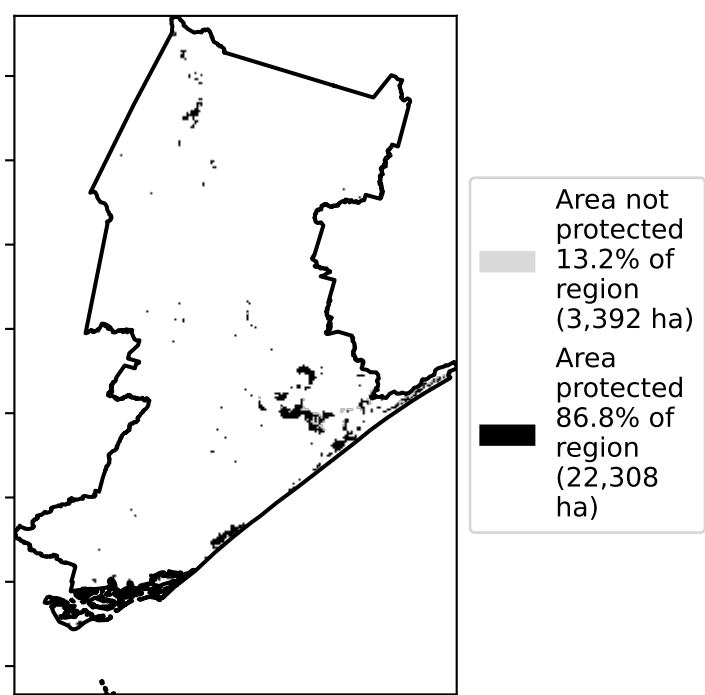 Area not
protected
13.2% of
region
(3,392 ha)
Area
protected
86.8% of
region
(22,308
ha)